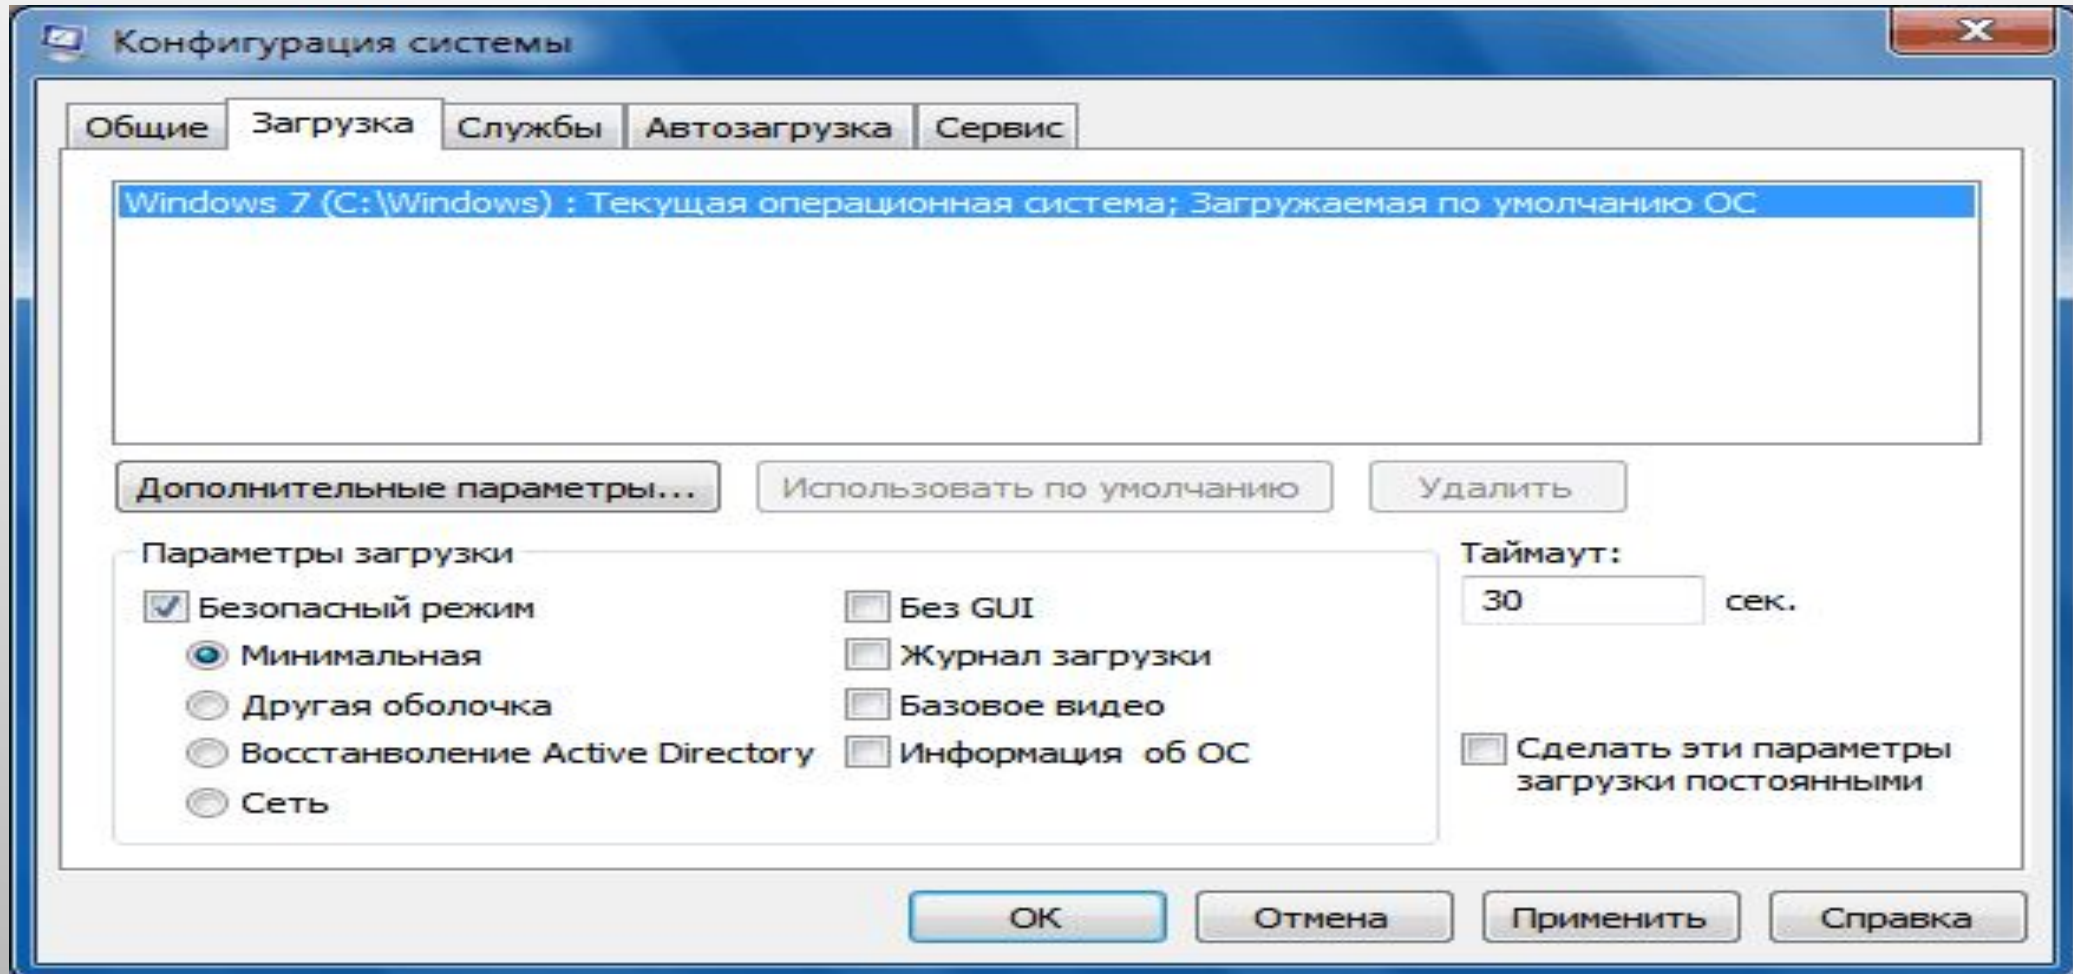 Конфигурация системы
Общие Загрузка Службы Автозагрузка Сервис
Windows 7 (C:\Windows) : Текущая операционная система; Загружаемая по умолчанию ОС
Дополнительные параметры... Использовать по умолчанию Удалить
Параметры загрузки
Таймаут:
Безопасный режим Без GUI
30 сек.
Минимальная Журнал загрузки
Другая оболочка Базовое видео
Восстанволение Active Directory Информация об ОС
Сеть
Сделать эти параметры
загрузки постоянными
ОК Отмена Применить Справка